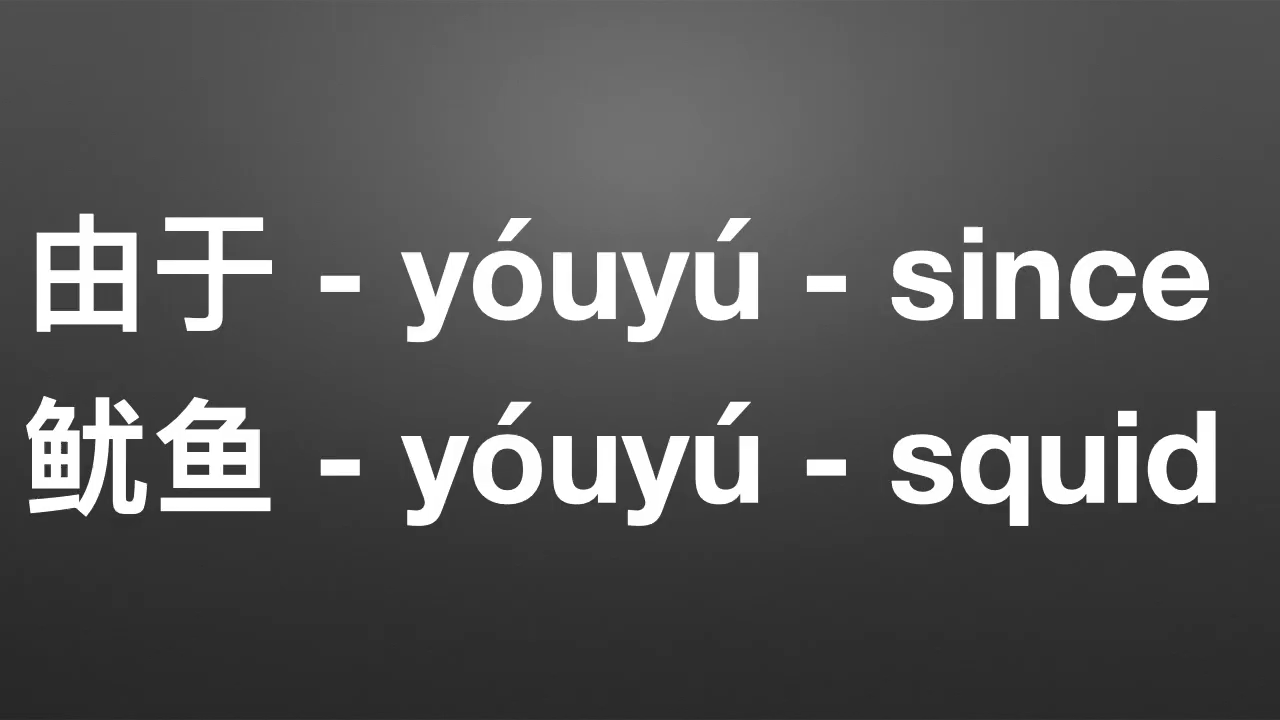 由于 - yóuyú - since
鱿鱼 - yóuyú - squid